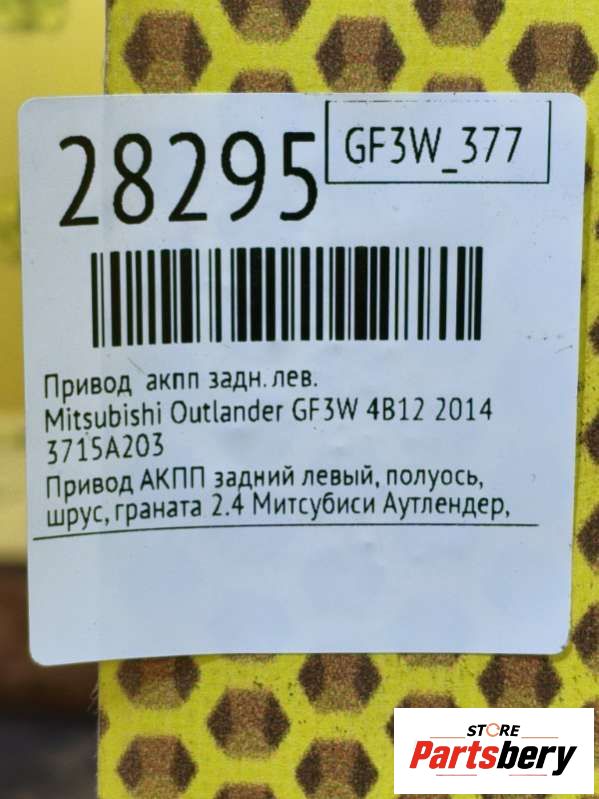 28295
GF3W_377
Привод акпп задн. лев.
Mitsubishi Outlander GF3W 4B12 2014
3715A203
Привод АКПП задний левый, полуось,
шрус, граната 2.4 Митсубиси Аутлендер,
STORE
Partsbery